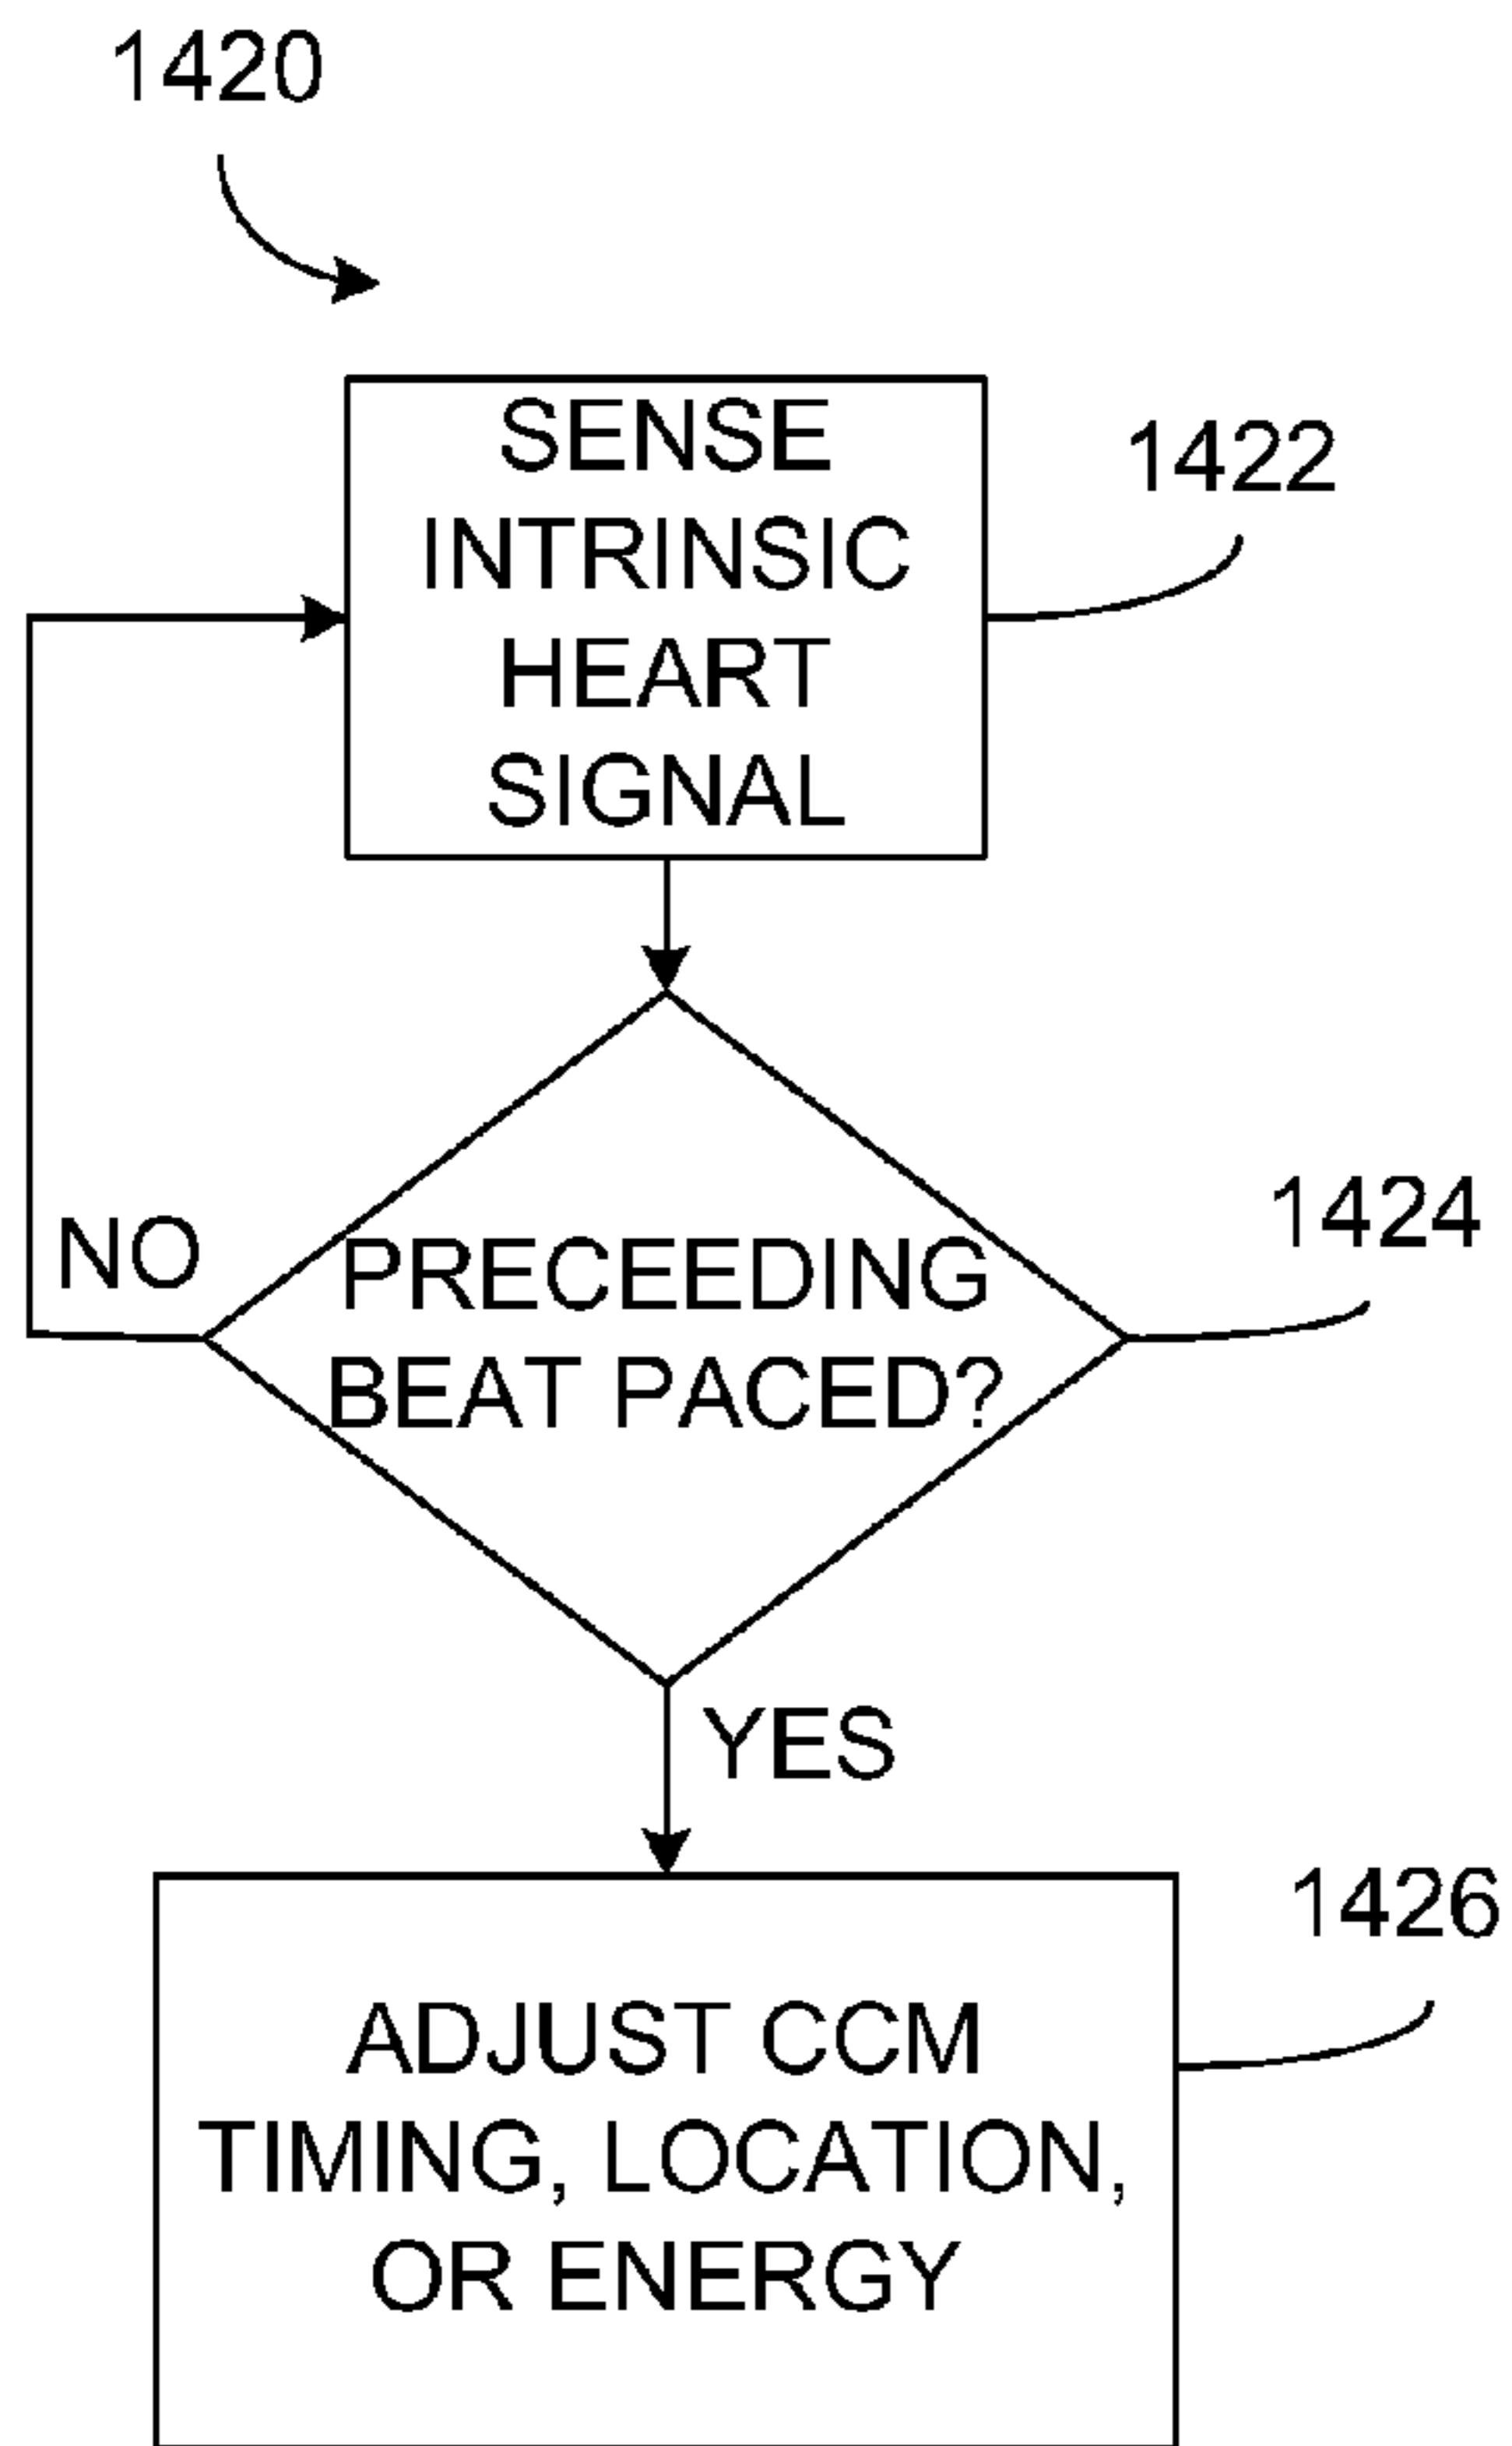 1420
SENSE
INTRINSIC
HEART
SIGNAL
1422
NO
PRECEEDING
BEAT PACED?
1424
YES
ADJUST CCM
TIMING, LOCATION,
OR ENERGY
1426